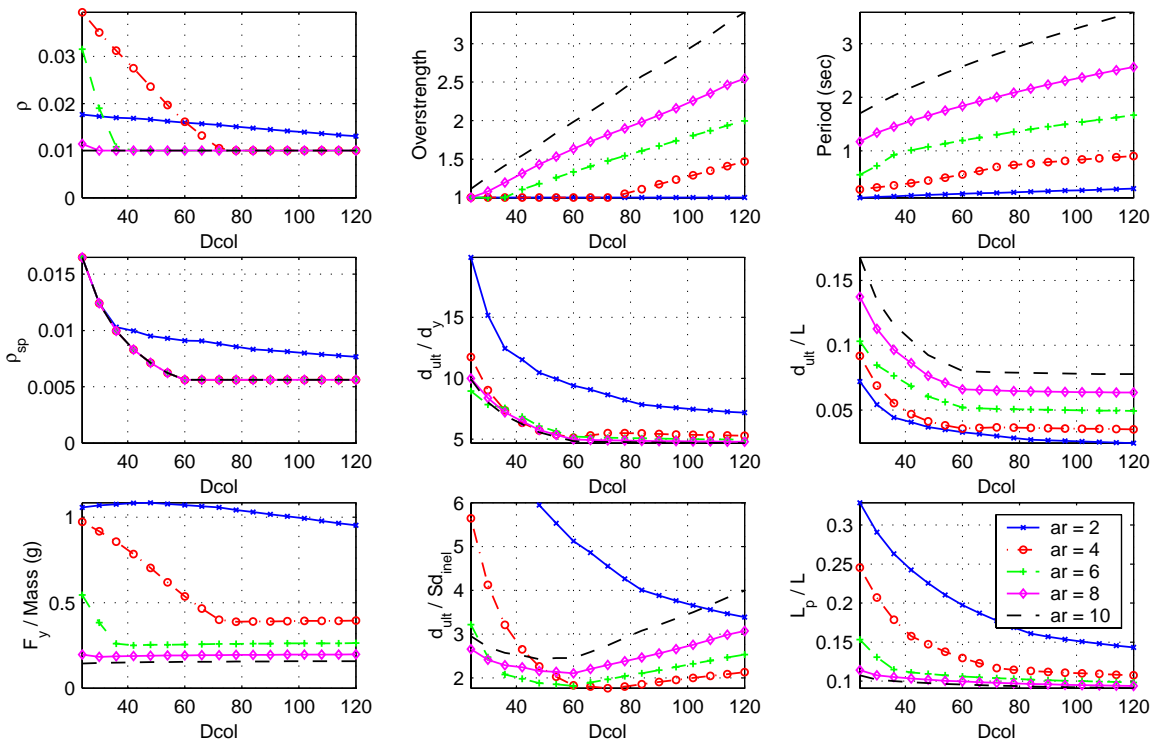 ρ
0.03
0.02
0.01
0
40 60 80 100 120
Dcol
Overstrength
3
2.5
2
1.5
1
40 60 80 100 120
Dcol
Period (sec)
3
2
1
40 60 80 100 120
Dcol
ρsp
0.015
0.01
0.005
0
40 60 80 100 120
Dcol
dult / dy
15
10
5
40 60 80 100 120
Dcol
dult / L
0.15
0.1
0.05
40 60 80 100 120
Dcol
Fy / Mass (g)
1
0.5
0
40 60 80 100 120
Dcol
dult / Sdinel
6
5
4
3
2
40 60 80 100 120
Dcol
Lp / L
0.3
0.25
0.2
0.15
0.1
40 60 80 100 120
Dcol
ar = 2
ar = 4
ar = 6
ar = 8
ar = 10